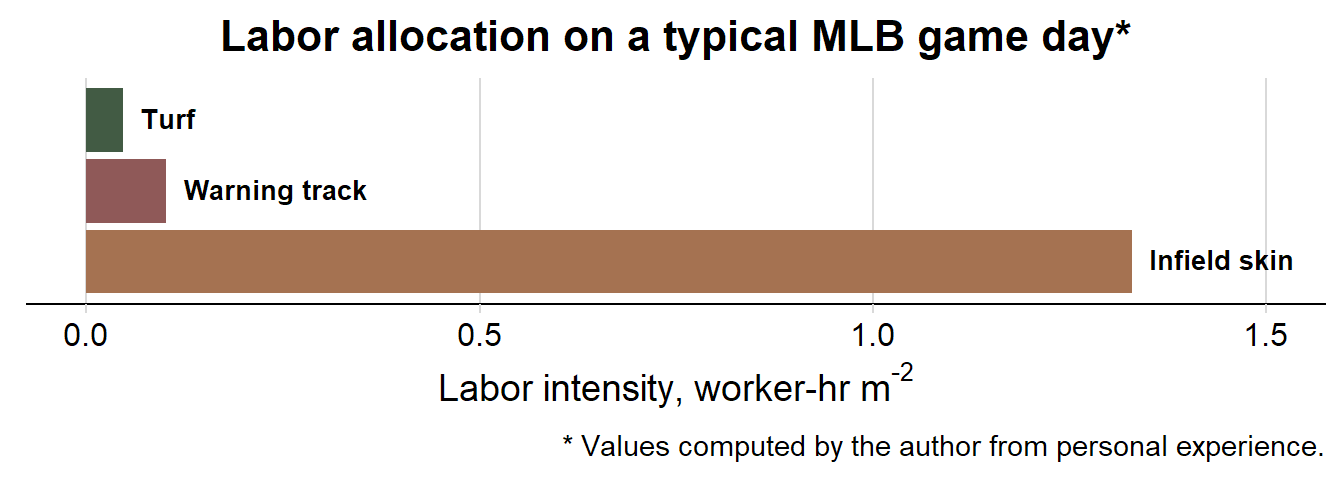 Labor allocation on a typical MLB game day*
Turf
Warning track
Infield skin
0.0 0.5 1.0 1.5
Labor intensity, worker-hr m⁻²
* Values computed by the author from personal experience.